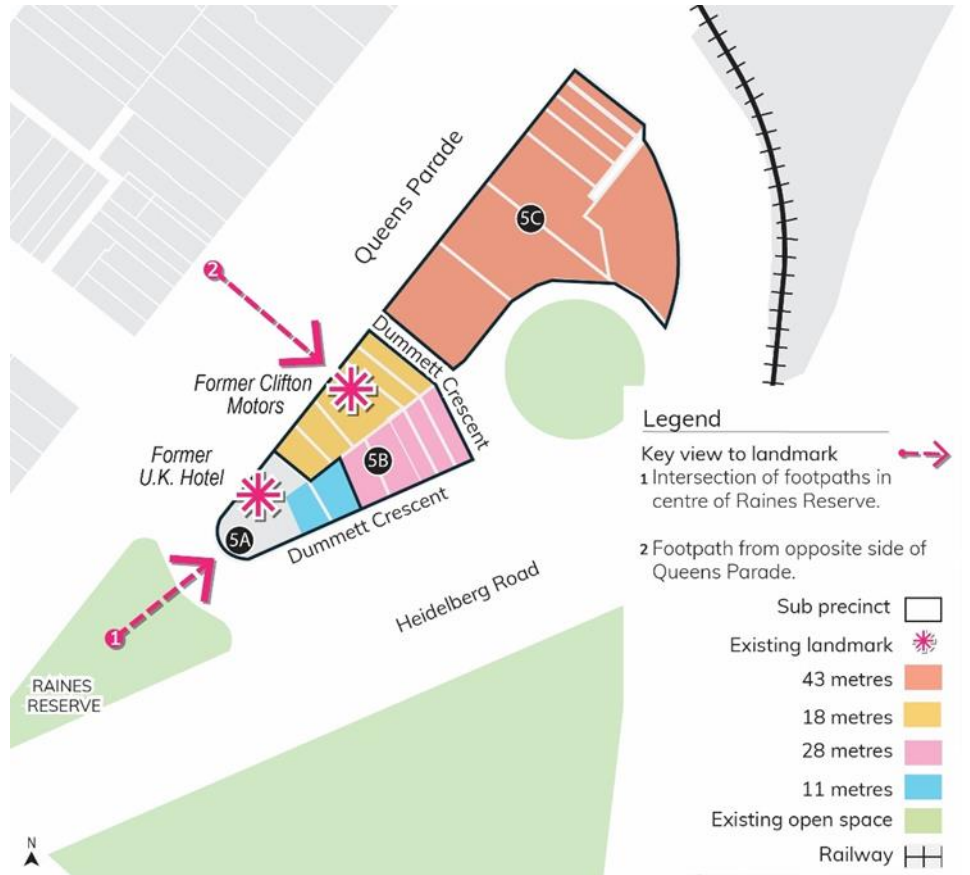 Queens Parade
5C
2
Dummett Crescent
Former Clifton
Motors
Former
U.K. Hotel
5B
5A
Dummett Crescent
Heidelberg Road
1
RAINES
RESERVE
N
Legend
Key view to landmark
1 Intersection of footpaths in
centre of Raines Reserve.
2 Footpath from opposite side of
Queens Parade.
Sub precinct
Existing landmark
43 metres
18 metres
28 metres
11 metres
Existing open space
Railway